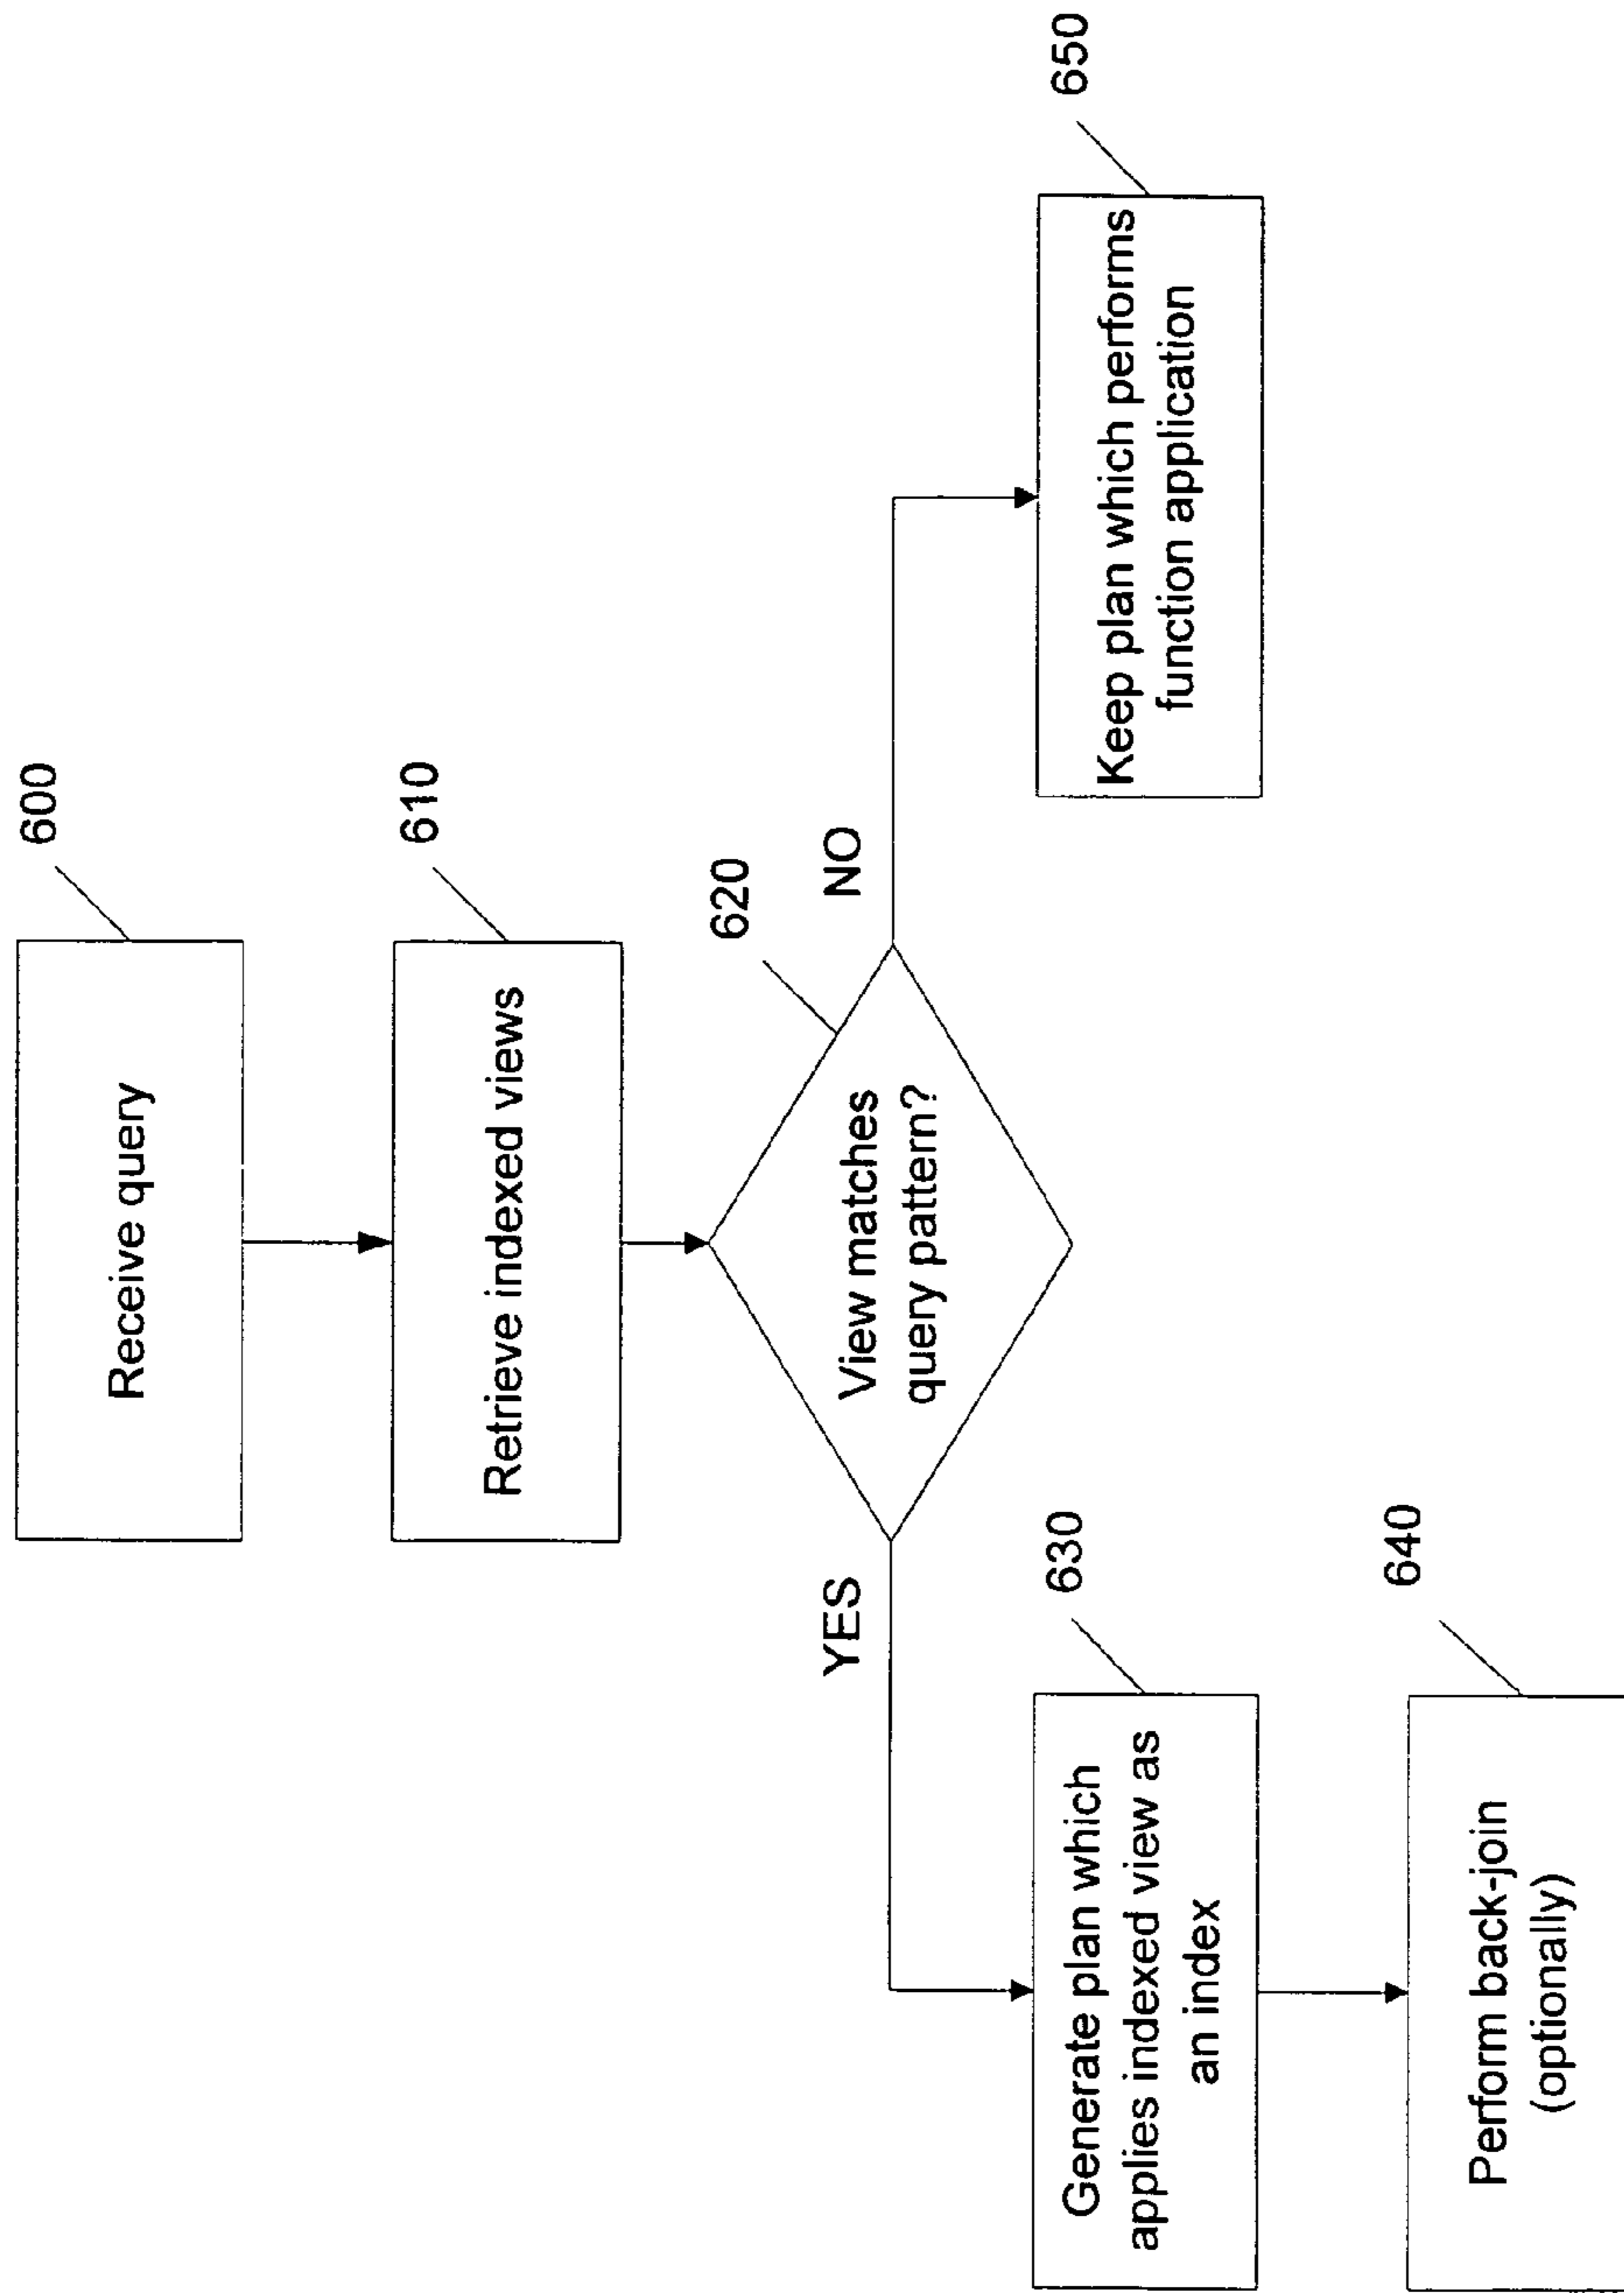 600
Receive query
610
Retrieve indexed views
620
View matches
query pattern?
YES
NO
630
Generate plan which
applies indexed view as
an index
650
Keep plan which performs
function application
640
Perform back-join
(optionally)